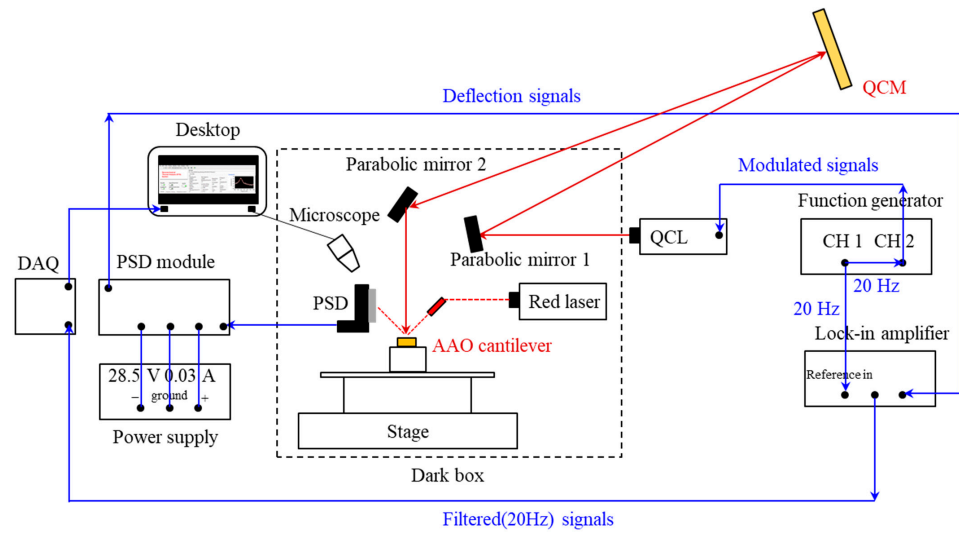 QCM
Deflection signals
Desktop
Parabolic mirror 2
Modulated signals
Microscope
Function generator
QCL
CH 1 CH 2
Parabolic mirror 1
DAQ
PSD module
20 Hz
PSD
Red laser
20 Hz
AAO cantilever
Lock-in amplifier
28.5 V 0.03 A
Reference in
− ground +
Power supply
Stage
Dark box
Filtered(20Hz) signals